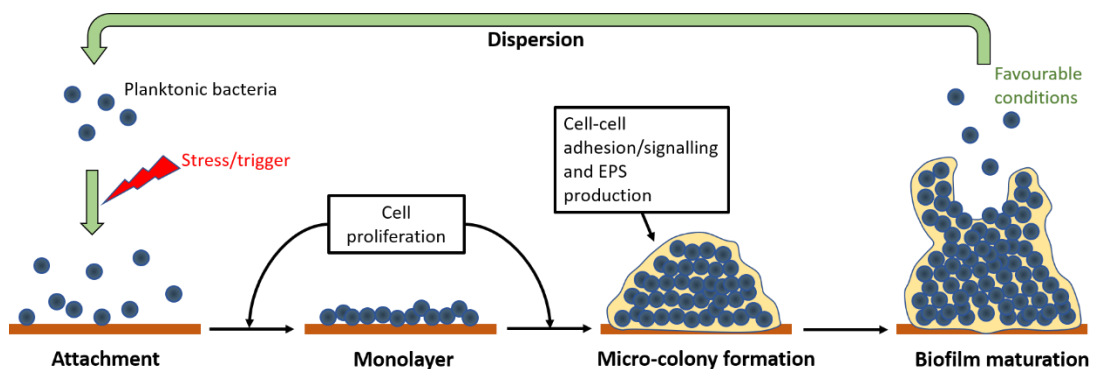 Dispersion
Planktonic bacteria
Favourable
conditions
Stress/trigger
Cell-cell
adhesion/signalling
and EPS
production
Cell
proliferation
Attachment
Monolayer
Micro-colony formation
Biofilm maturation